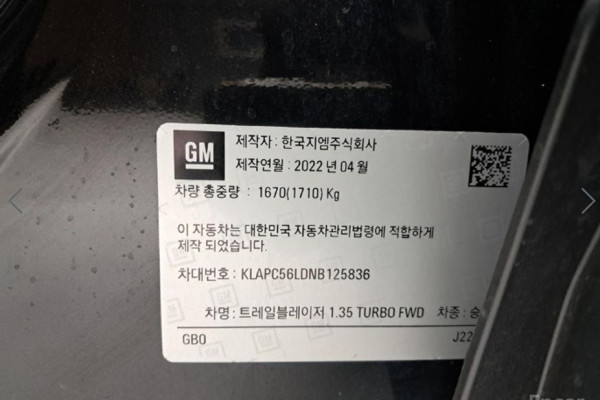 GM
제작자 : 한국지엠주식회사
제작연월 : 2022 년 04 월
차량 총중량 : 1670(1710) Kg
이 자동차는 대한민국 자동차관리법령에 적합하게
제작 되었습니다.
차대번호 : KLAPC56LDNB125836
차명 : 트레일블레이저 1.35 TURBO FWD 차종 : 승
GB0 J22